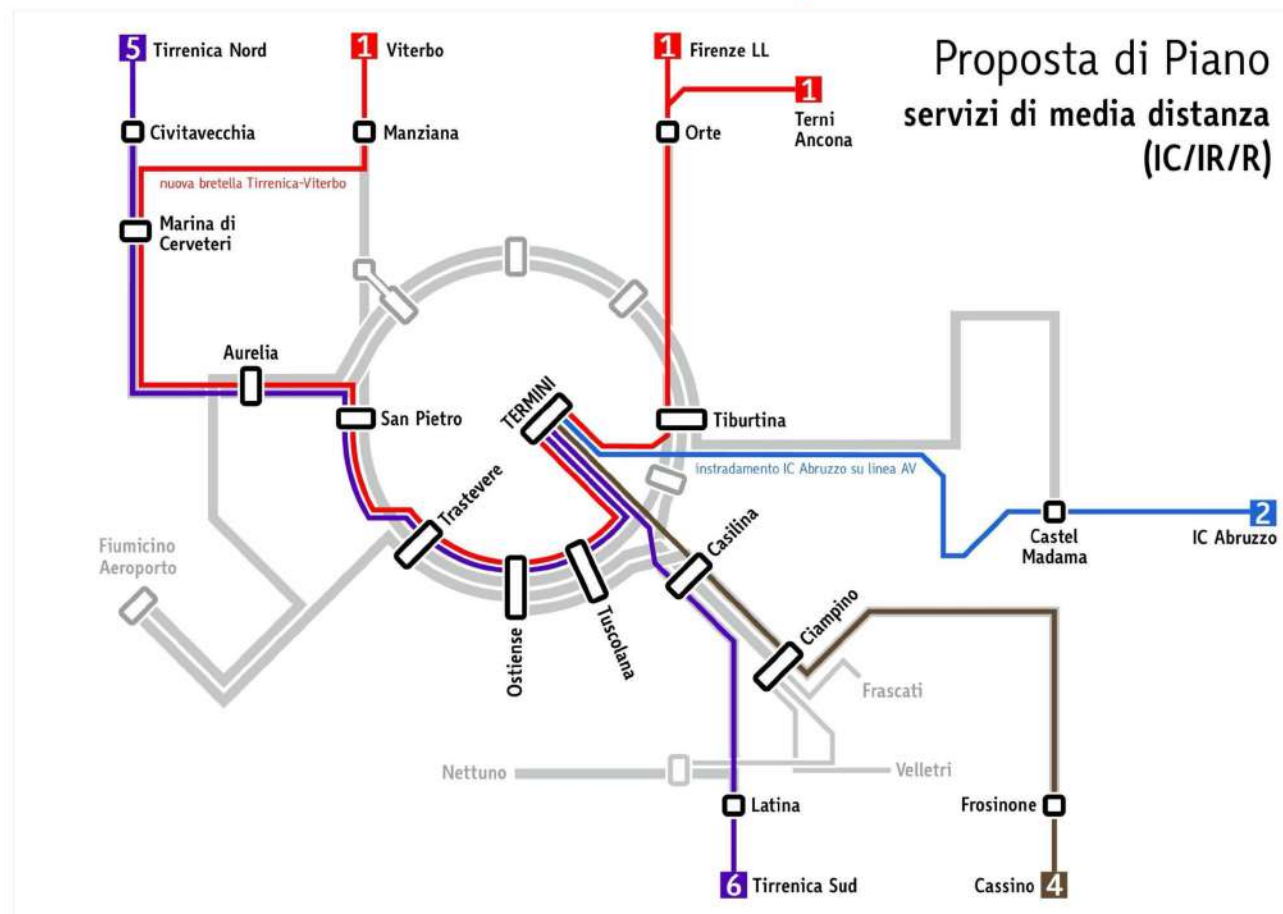 Proposta di Piano
servizi di media distanza
(IC/IR/R)
5 Tirrenica Nord
1 Viterbo
1 Firenze LL
1
Terni
Ancona
Civitavecchia
Manziana
Orte
nuova bretella Tirrenica-Viterbo
Marina di
Cerveteri
Aurelia
San Pietro
TERMINI
Tiburtina
instradamento IC Abruzzo su linea AV
Trastevere
Casilina
2
IC Abruzzo
Castel
Madama
Fiumicino
Aeroporto
Ostiense
Tuscolana
Ciampino
Frascati
Nettuno
Velletri
Latina
Frosinone
6 Tirrenica Sud
Cassino 4